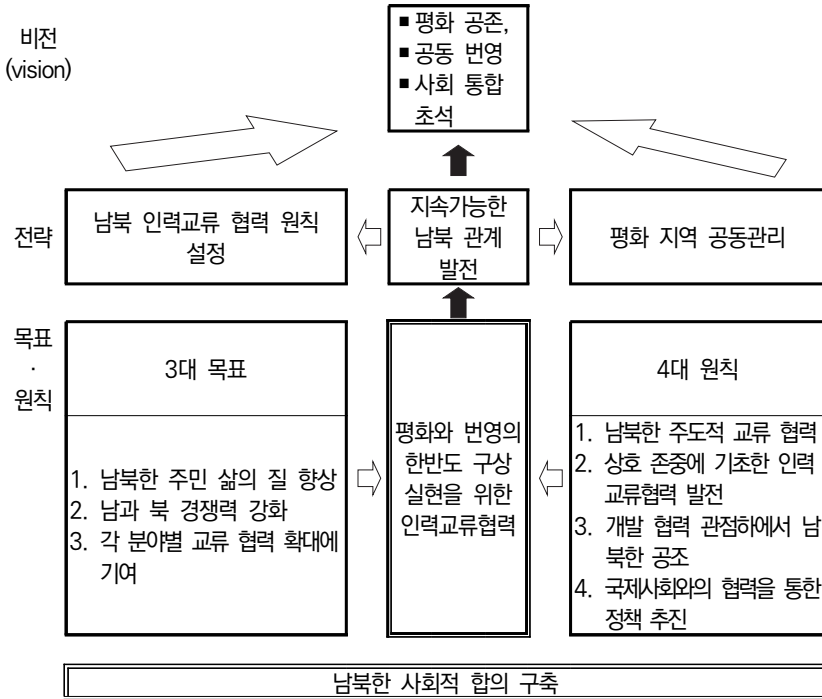 비전
(vision)
▪ 평화 공존,
▪ 공동 번영
▪ 사회 통합
초석
전략
남북 인력교류 협력 원칙
설정
지속가능한
남북 관계
발전
평화 지역 공동관리
목표
·
원칙
3대 목표
1. 남북한 주민 삶의 질 향상
2. 남과 북 경쟁력 강화
3. 각 분야별 교류 협력 확대에
기여
평화와 번영의
한반도 구상
실현을 위한
인력교류협력
4대 원칙
1. 남북한 주도적 교류 협력
2. 상호 존중에 기초한 인력
교류협력 발전
3. 개발 협력 관점하에서 남
북한 공조
4. 국제사회와의 협력을 통한
정책 추진
남북한 사회적 합의 구축